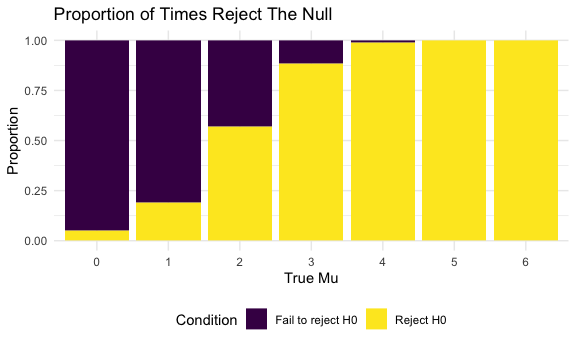 Proportion of Times Reject The Null
1.00
0.75
0.50
0.25
0.00
Proportion
0 1 2 3 4 5 6
True Mu
Condition Fail to reject H0 Reject H0